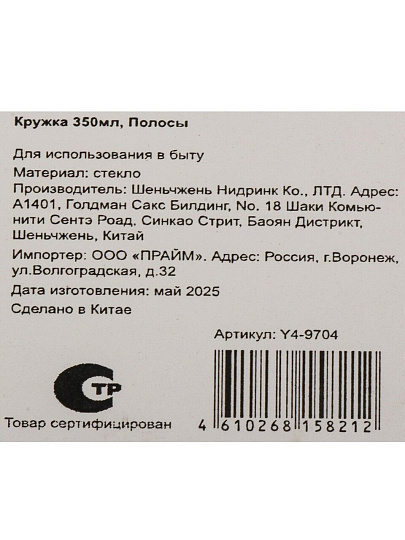 Кружка 350мл, Полосы
Для использования в быту
Материал: стекло
Производитель: Шеньчжень Нидринк Ко., ЛТД. Адрес:
А1401, Голдман Сакс Билдинг, No. 18 Шаки Комью-
нити Сентэ Роад, Синкао Стрит, Баоян Дистрикт,
Шеньчжень, Китай
Импортер: ООО «ПРАЙМ». Адрес: Россия, г.Воронеж,
ул.Волгоградская, д.32
Дата изготовления: май 2025
Сделано в Китае
Артикул: Y4-9704
СТР
Товар сертифицирован
4 610268 158212